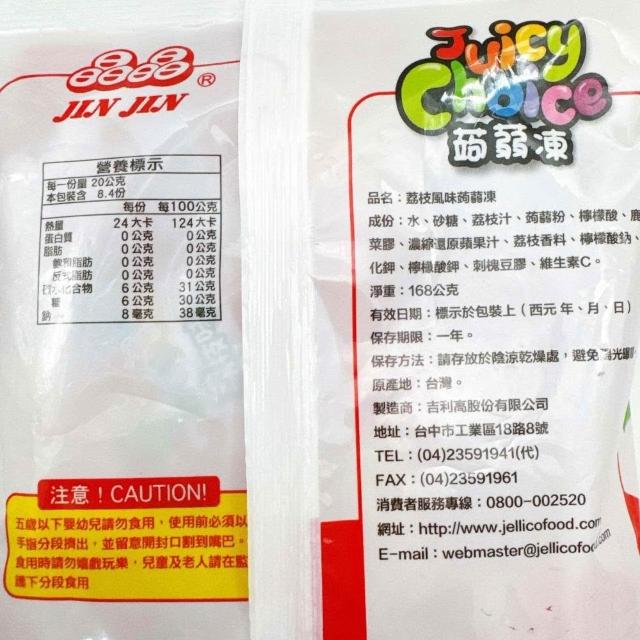 JIN JIN ®
營養標示
每一份量 20公克
本包裝含 8.4份
每份 每100公克
熱量 24大卡 124大卡
蛋白質 0公克 0公克
脂肪 0公克 0公克
飽和脂肪 0公克 0公克
反式脂肪 0公克 0公克
碳水化合物 6公克 31公克
糖 6公克 30公克
鈉 8毫克 38毫克
注意！CAUTION!
五歲以下嬰幼兒請勿食用，使用前必須以
手指分段擠出，並留意開封口割到嘴巴。
食用時請勿嬉戲玩樂，兒童及老人請在監
護下分段食用
Juicy
Choice
蒟蒻凍
品名：荔枝風味蒟蒻凍
成份：水、砂糖、荔枝汁、蒟蒻粉、檸檬酸、鹿
菜膠、濃縮還原蘋果汁、荔枝香料、檸檬酸鈉
化鉀、檸檬酸鉀、刺槐豆膠、維生素C。
淨重：168公克
有效日期：標示於包裝上（西元 年、月、日）
保存期限：一年。
保存方法：請存放於陰涼乾燥處，避免
原產地：台灣。
製造商：吉利高股份有限公司
地址：台中市工業區18路8號
TEL：(04)23591941(代)
FAX：(04)23591961
消費者服務專線：0800-002520
網址：http://www.jellicofood.com
E-mail：webmaster@jellicofood.com